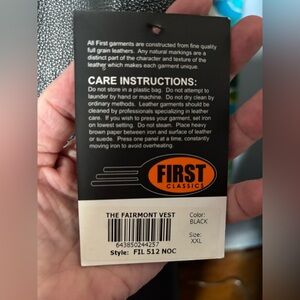 All First garments are constructed from fine quality
full grain leathers. Any natural markings are a
distinct part of the character and texture of the
leather which makes each garment unique.
CARE INSTRUCTIONS:
Do not store in a plastic bag. Do not attempt to
launder by hand or machine. Do not dry clean by
ordinary methods. Leather garments should be
cleaned by professionals specializing in leather
care. If you wish to press your garment, set iron
on lowest setting. Do not steam. Place heavy
brown paper between iron and surface of leather
or suede. Press one panel at a time, constantly
moving iron to avoid overheating.
FIRST
CLASSICS
THE FAIRMONT VEST
Color:
BLACK
Size:
XXL
643850244257
Style: FIL 512 NOC